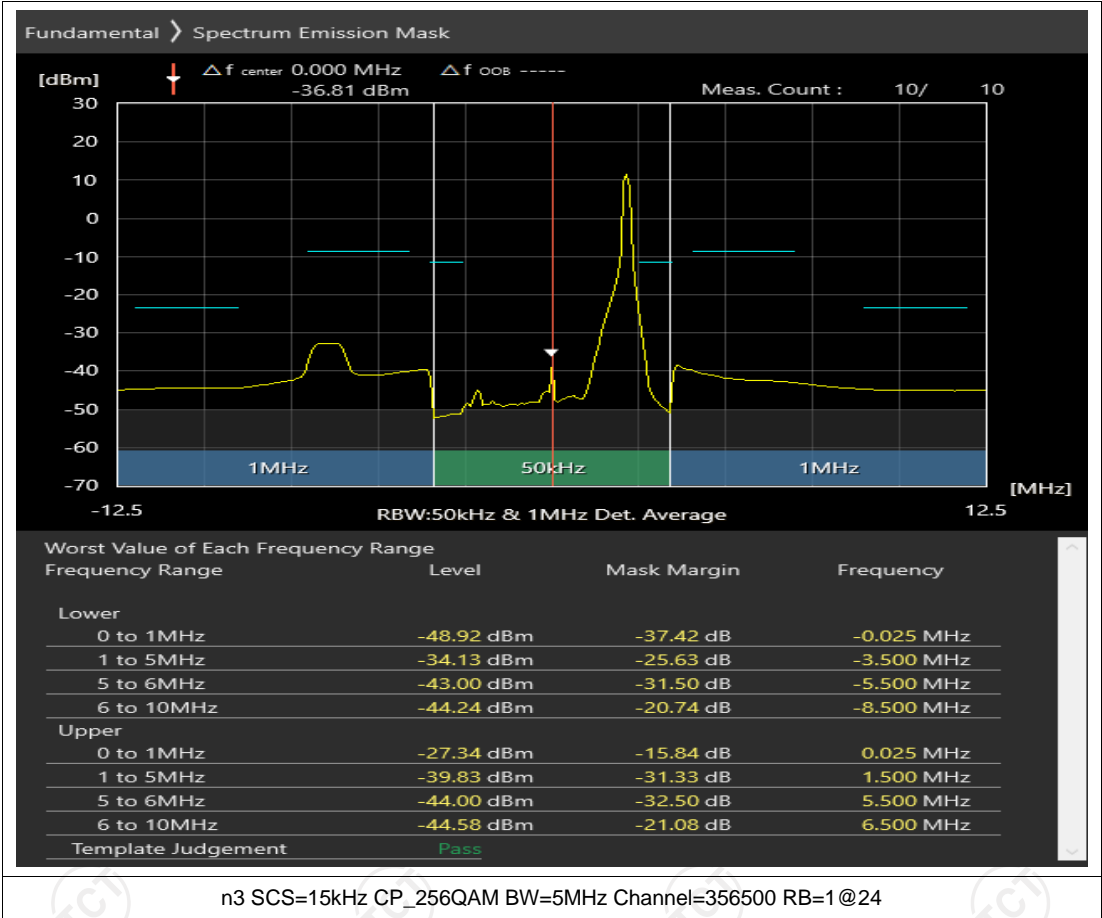 Fundamental ❯ Spectrum Emission Mask
[dBm] △f center 0.000 MHz △f OOB -----
-36.81 dBm Meas. Count : 10/ 10
30
20
10
0
-10
-20
-30
-40
-50
-60
1MHz 50kHz 1MHz
-70
[MHz]
-12.5 RBW:50kHz & 1MHz Det. Average 12.5
Worst Value of Each Frequency Range
Frequency Range Level Mask Margin Frequency
Lower
0 to 1MHz -48.92 dBm -37.42 dB -0.025 MHz
1 to 5MHz -34.13 dBm -25.63 dB -3.500 MHz
5 to 6MHz -43.00 dBm -31.50 dB -5.500 MHz
6 to 10MHz -44.24 dBm -20.74 dB -8.500 MHz
Upper
0 to 1MHz -27.34 dBm -15.84 dB 0.025 MHz
1 to 5MHz -39.83 dBm -31.33 dB 1.500 MHz
5 to 6MHz -44.00 dBm -32.50 dB 5.500 MHz
6 to 10MHz -44.58 dBm -21.08 dB 6.500 MHz
Template Judgement Pass
n3 SCS=15kHz CP_256QAM BW=5MHz Channel=356500 RB=1@24
TCT TCT TCT TCT